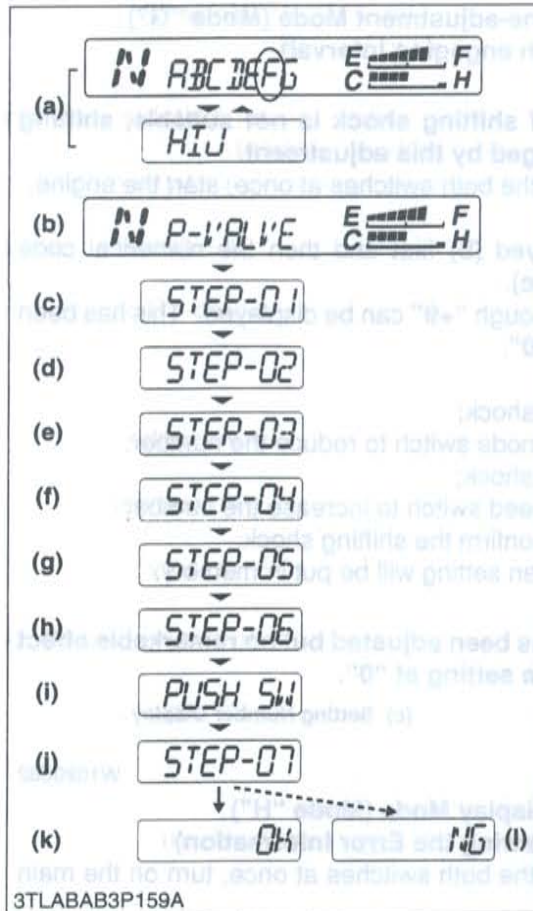 (a) N ABCDEFG E F
C H
HIJ
(b) N P-VALVE E F
C H
(c) STEP-01
(d) STEP-02
(e) STEP-03
(f) STEP-04
(g) STEP-05
(h) STEP-06
(i) PUSH SW
(j) STEP-07
(k) OK NG (l)
3TLABAB3P159A